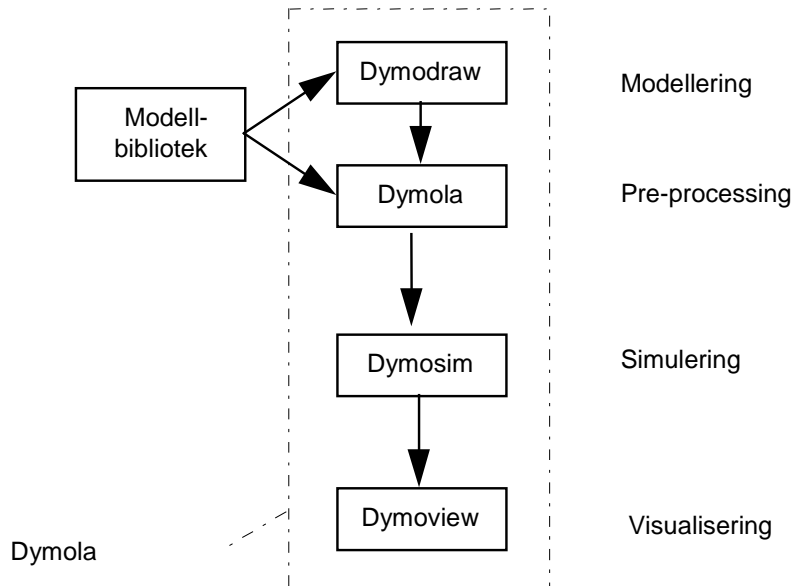 Dymodraw
Modellering
Modell-
bibliotek
Dymola
Pre-processing
Dymosim
Simulering
Dymoview
Visualisering
Dymola